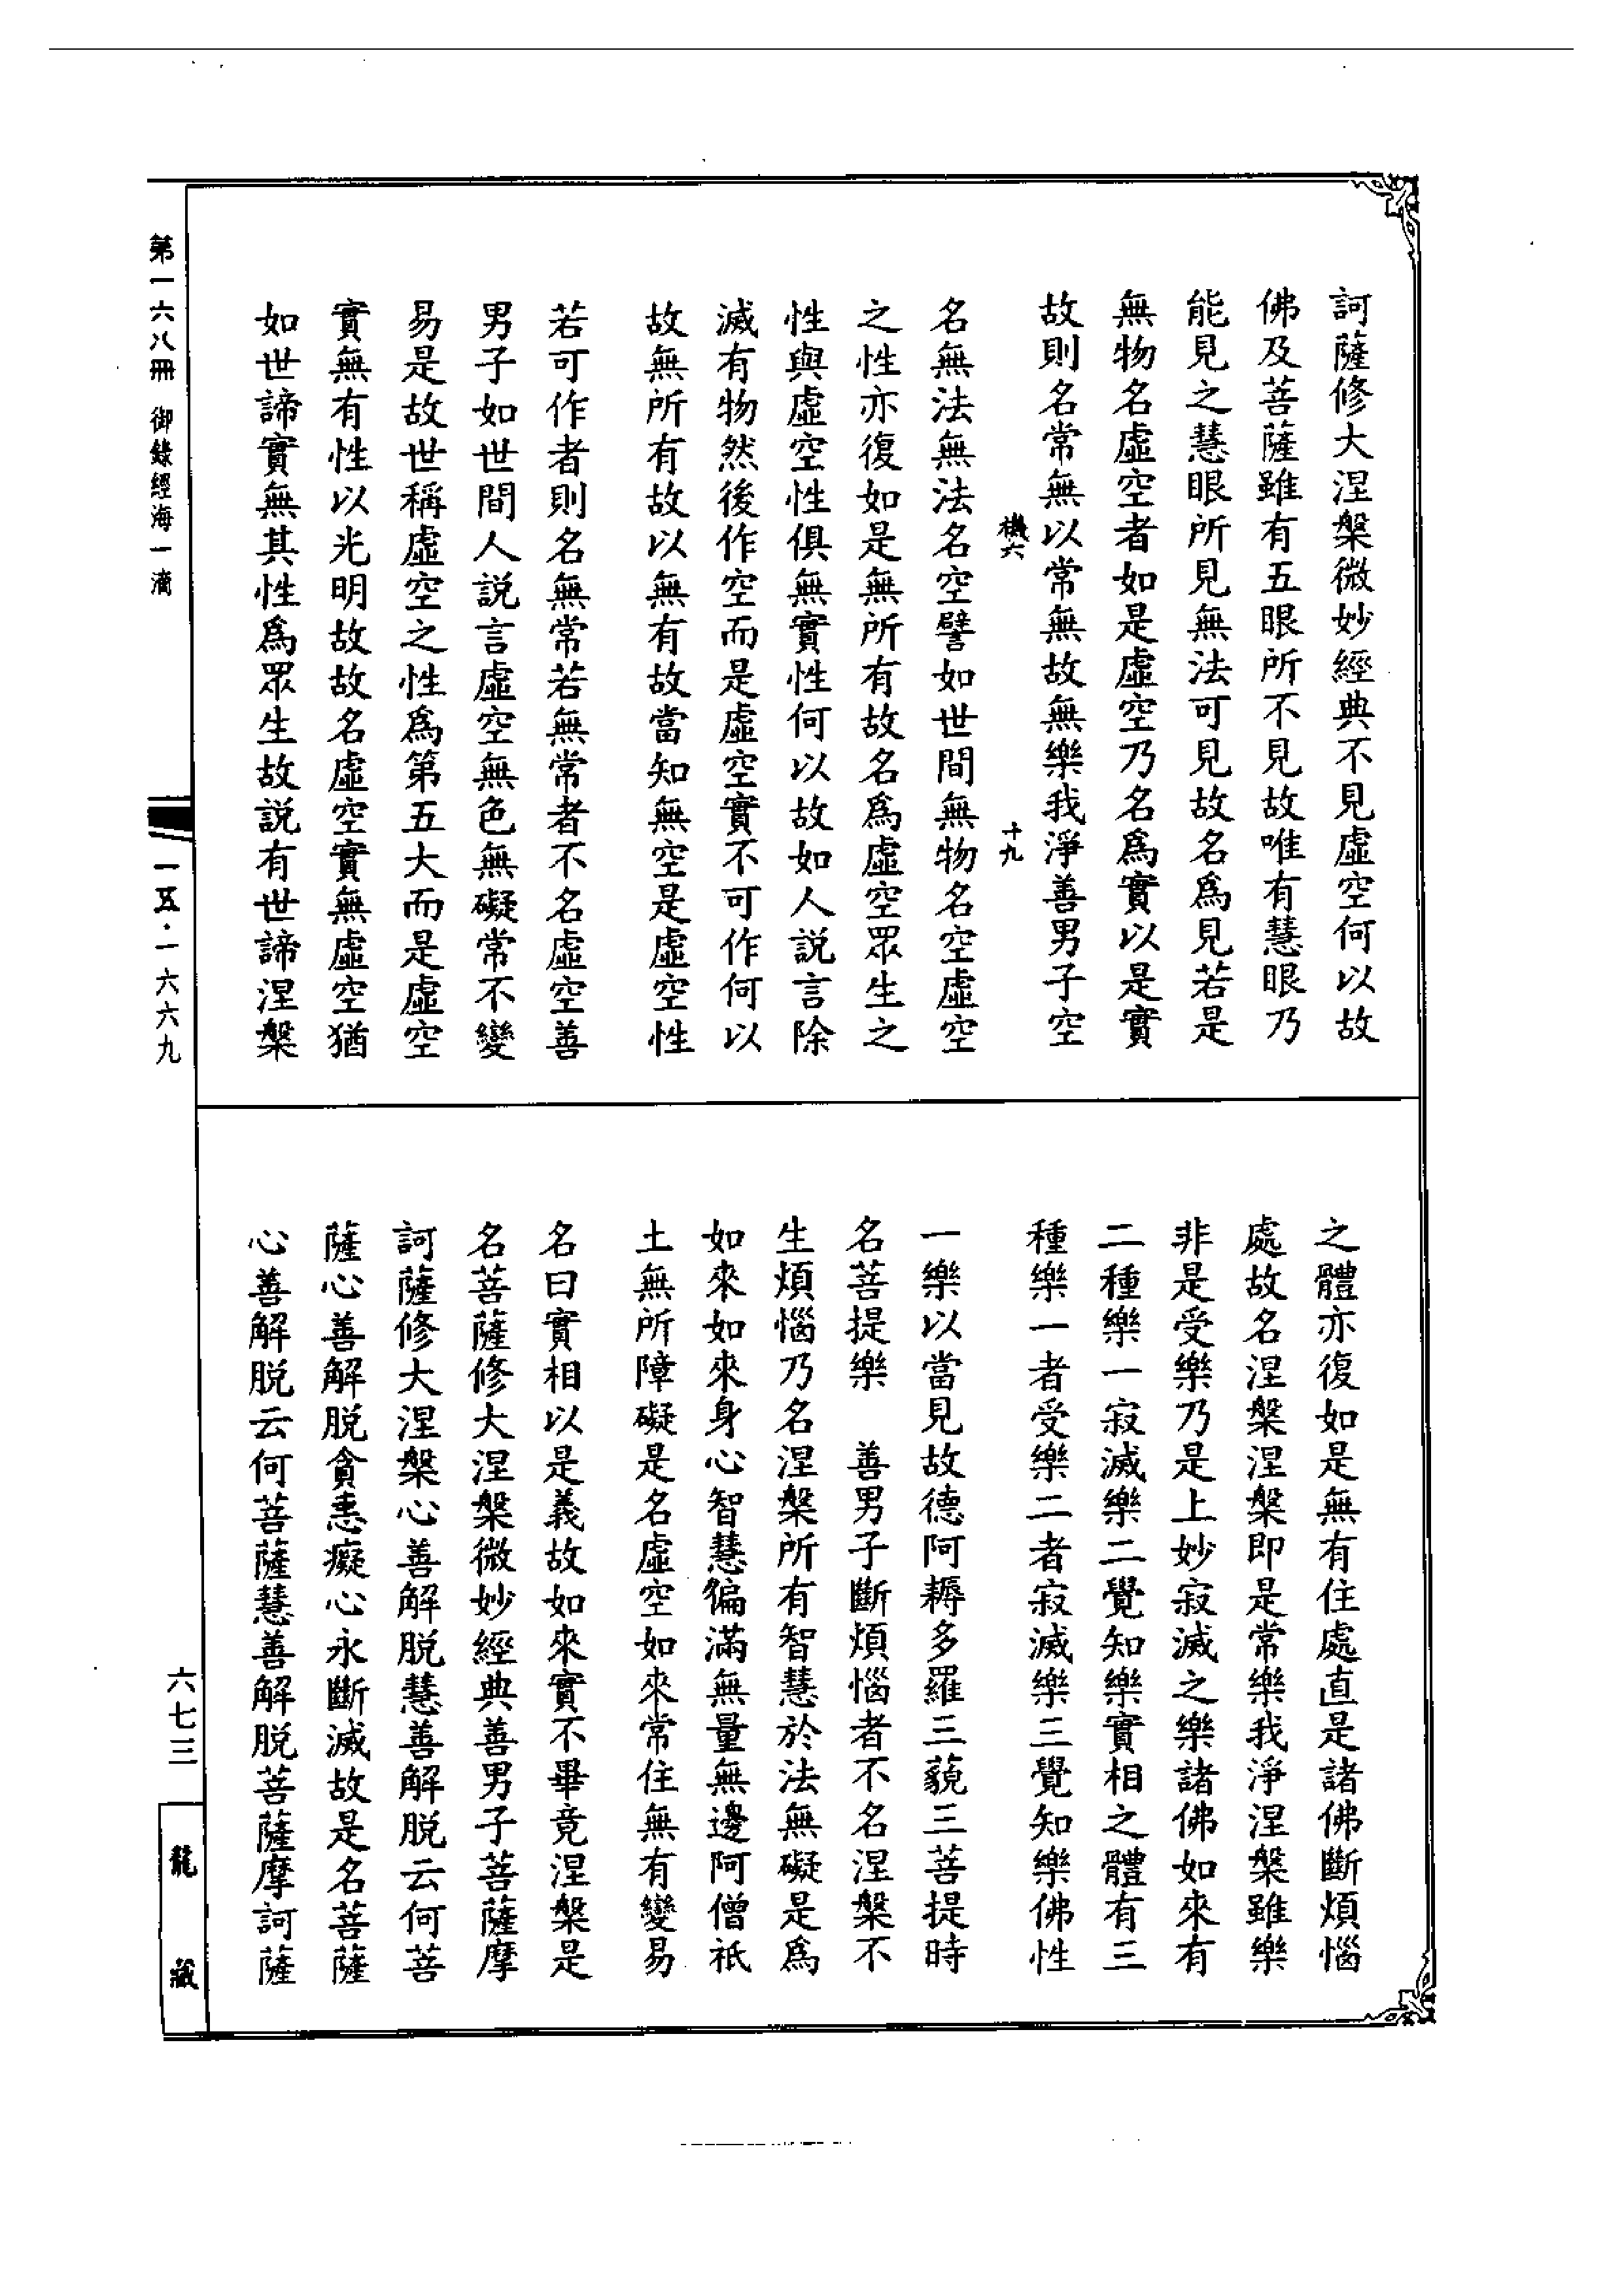 訶薩修大涅槃微妙經典不見虛空何以故
佛及菩薩雖有五眼所不見故唯有慧眼乃
能見之慧眼所見無法可見故名爲見若是
無物名虛空者如是虛空乃名爲實以是實
故則名常無以常無故無樂我淨善男子空
機六
十九
名無法無法名空譬如世間無物名空虛空
之性亦復如是無所有故名爲虛空眾生之
性與虛空性俱無實性何以故如人説言除
滅有物然後作空而是虛空實不可作何以
故無所有故以無有故當知無空是虛空性
若可作者則名無常若無常者不名虛空善
男子如世間人説言虛空無色無礙常不變
易是故世稱虛空之性爲第五大而是虛空
實無有性以光明故故名虛空實無虛空猶
如世諦實無其性爲眾生故説有世諦涅槃
之體亦復如是無有住處直是諸佛斷煩惱
處故名涅槃涅槃即是常樂我淨涅槃雖樂
非是受樂乃是上妙寂滅之樂諸佛如來有
二種樂一寂滅樂二覺知樂實相之體有三
種樂一者受樂二者寂滅樂三覺知樂佛性
一樂以當見故德阿耨多羅三藐三菩提時
名菩提樂　善男子斷煩惱者不名涅槃不
生煩惱乃名涅槃所有智慧於法無礙是爲
如來如來身心智慧徧滿無量無邊阿僧祇
土無所障礙是名虛空如來常住無有變易
名曰實相以是義故如來實不畢竟涅槃是
名菩薩修大涅槃微妙經典善男子菩薩摩
訶薩修大涅槃心善解脱慧善解脱云何菩
薩心善解脱貪恚癡心永斷滅故是名菩薩
心善解脱云何菩薩慧善解脱菩薩摩訶薩
第一六八冊 御錄經海一滴
一五·一六六九
六七三
龍藏